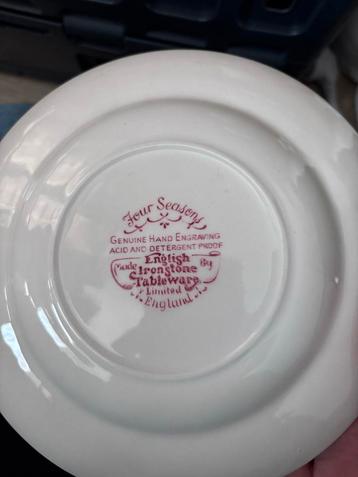 Four Seasons
GENUINE HAND ENGRAVING
ACID AND DETERGENT PROOF
English
Made Ironstone By
Tableware
Limited
England